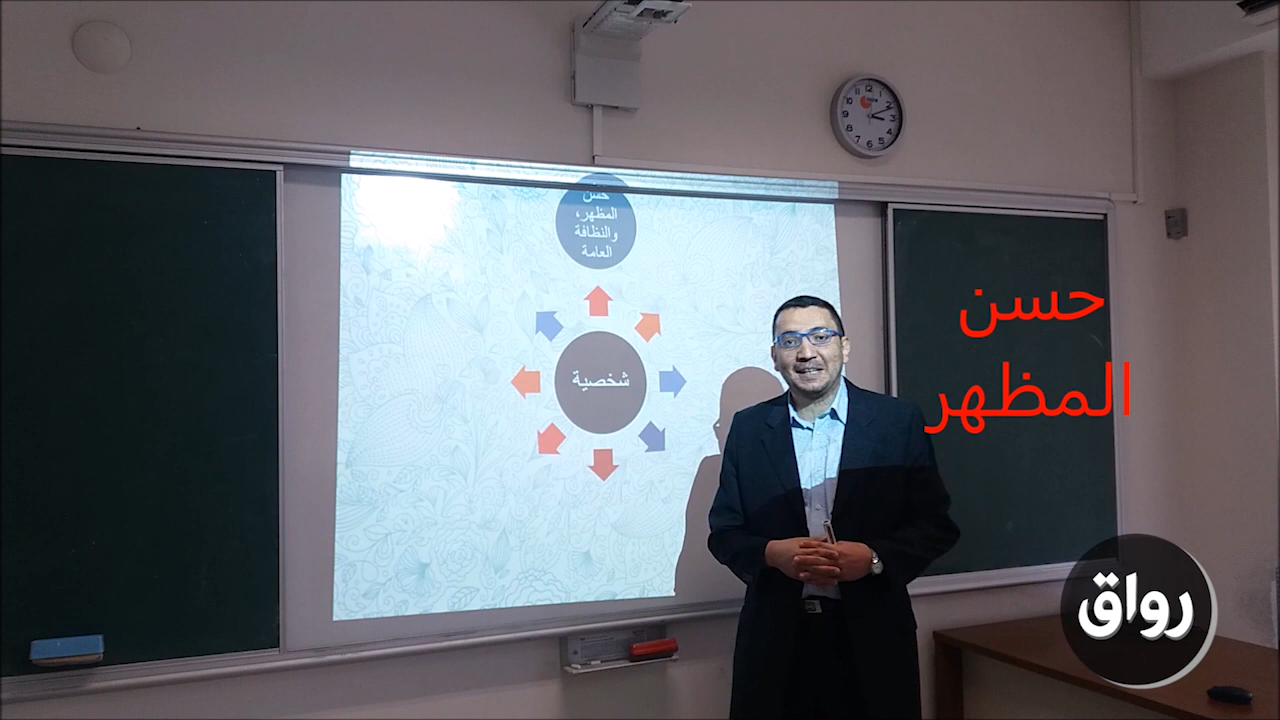 حسن
المظهر،
والنظافة
العامة
شخصية
حسن
المظهر
رواق